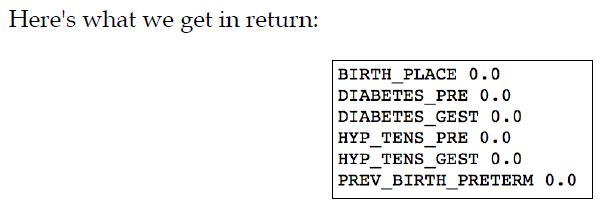 Here's what we get in return:
BIRTH_PLACE 0.0
DIABETES_PRE 0.0
DIABETES_GEST 0.0
HYP_TENS_PRE 0.0
HYP_TENS_GEST 0.0
PREV_BIRTH_PRETERM 0.0